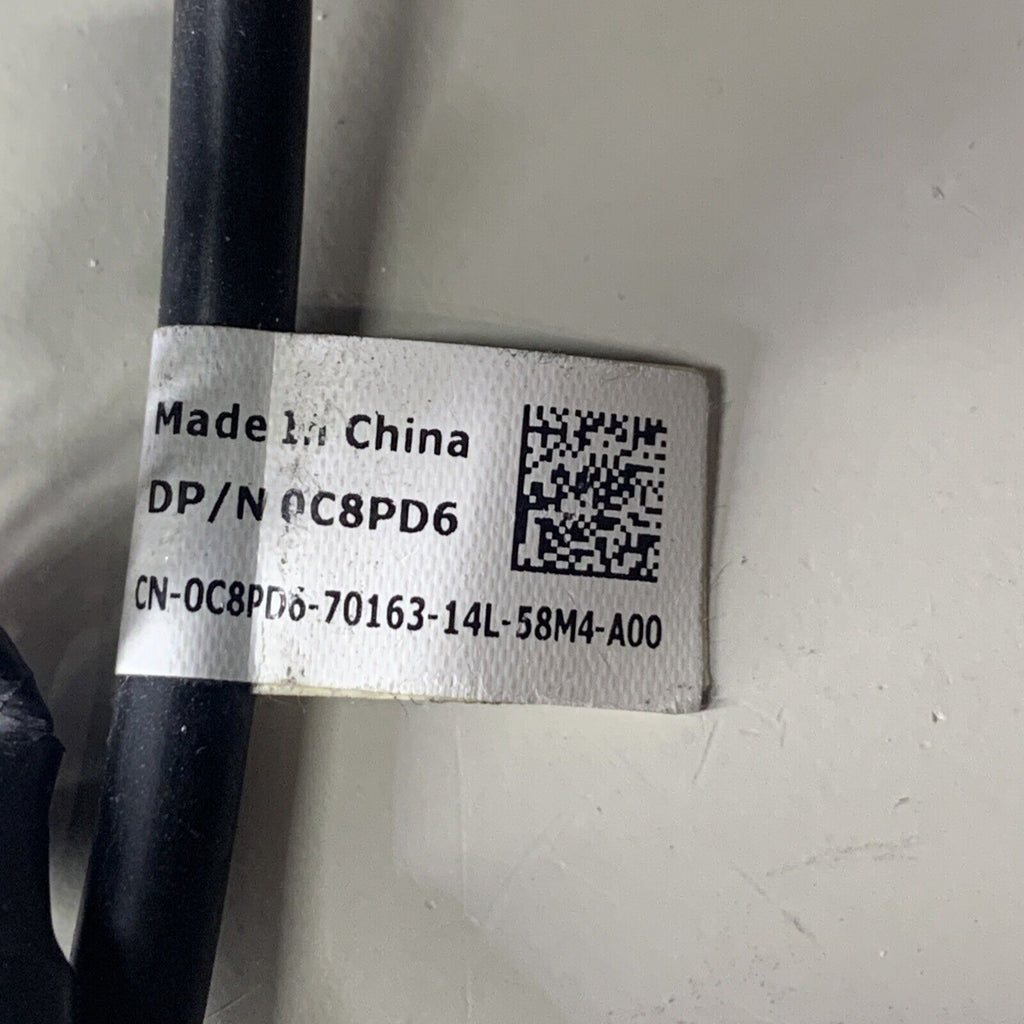 Made In China
DP/N 0C8PD6
CN-0C8PD6-70163-14L-58M4-A00